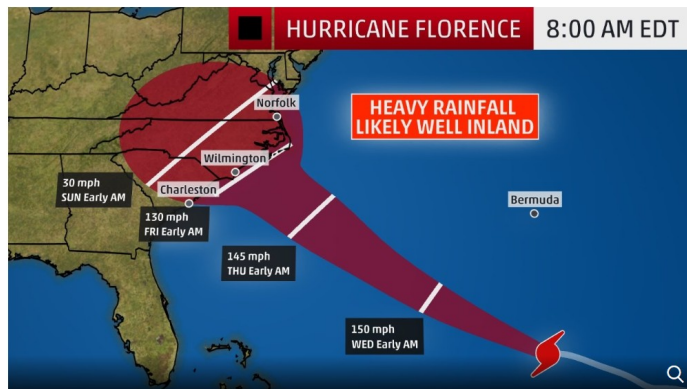 HURRICANE FLORENCE
8:00 AM EDT
HEAVY RAINFALL
LIKELY WELL INLAND
Norfolk
Wilmington
Charleston
Bermuda
30 mph
SUN Early AM
130 mph
FRI Early AM
145 mph
THU Early AM
150 mph
WED Early AM